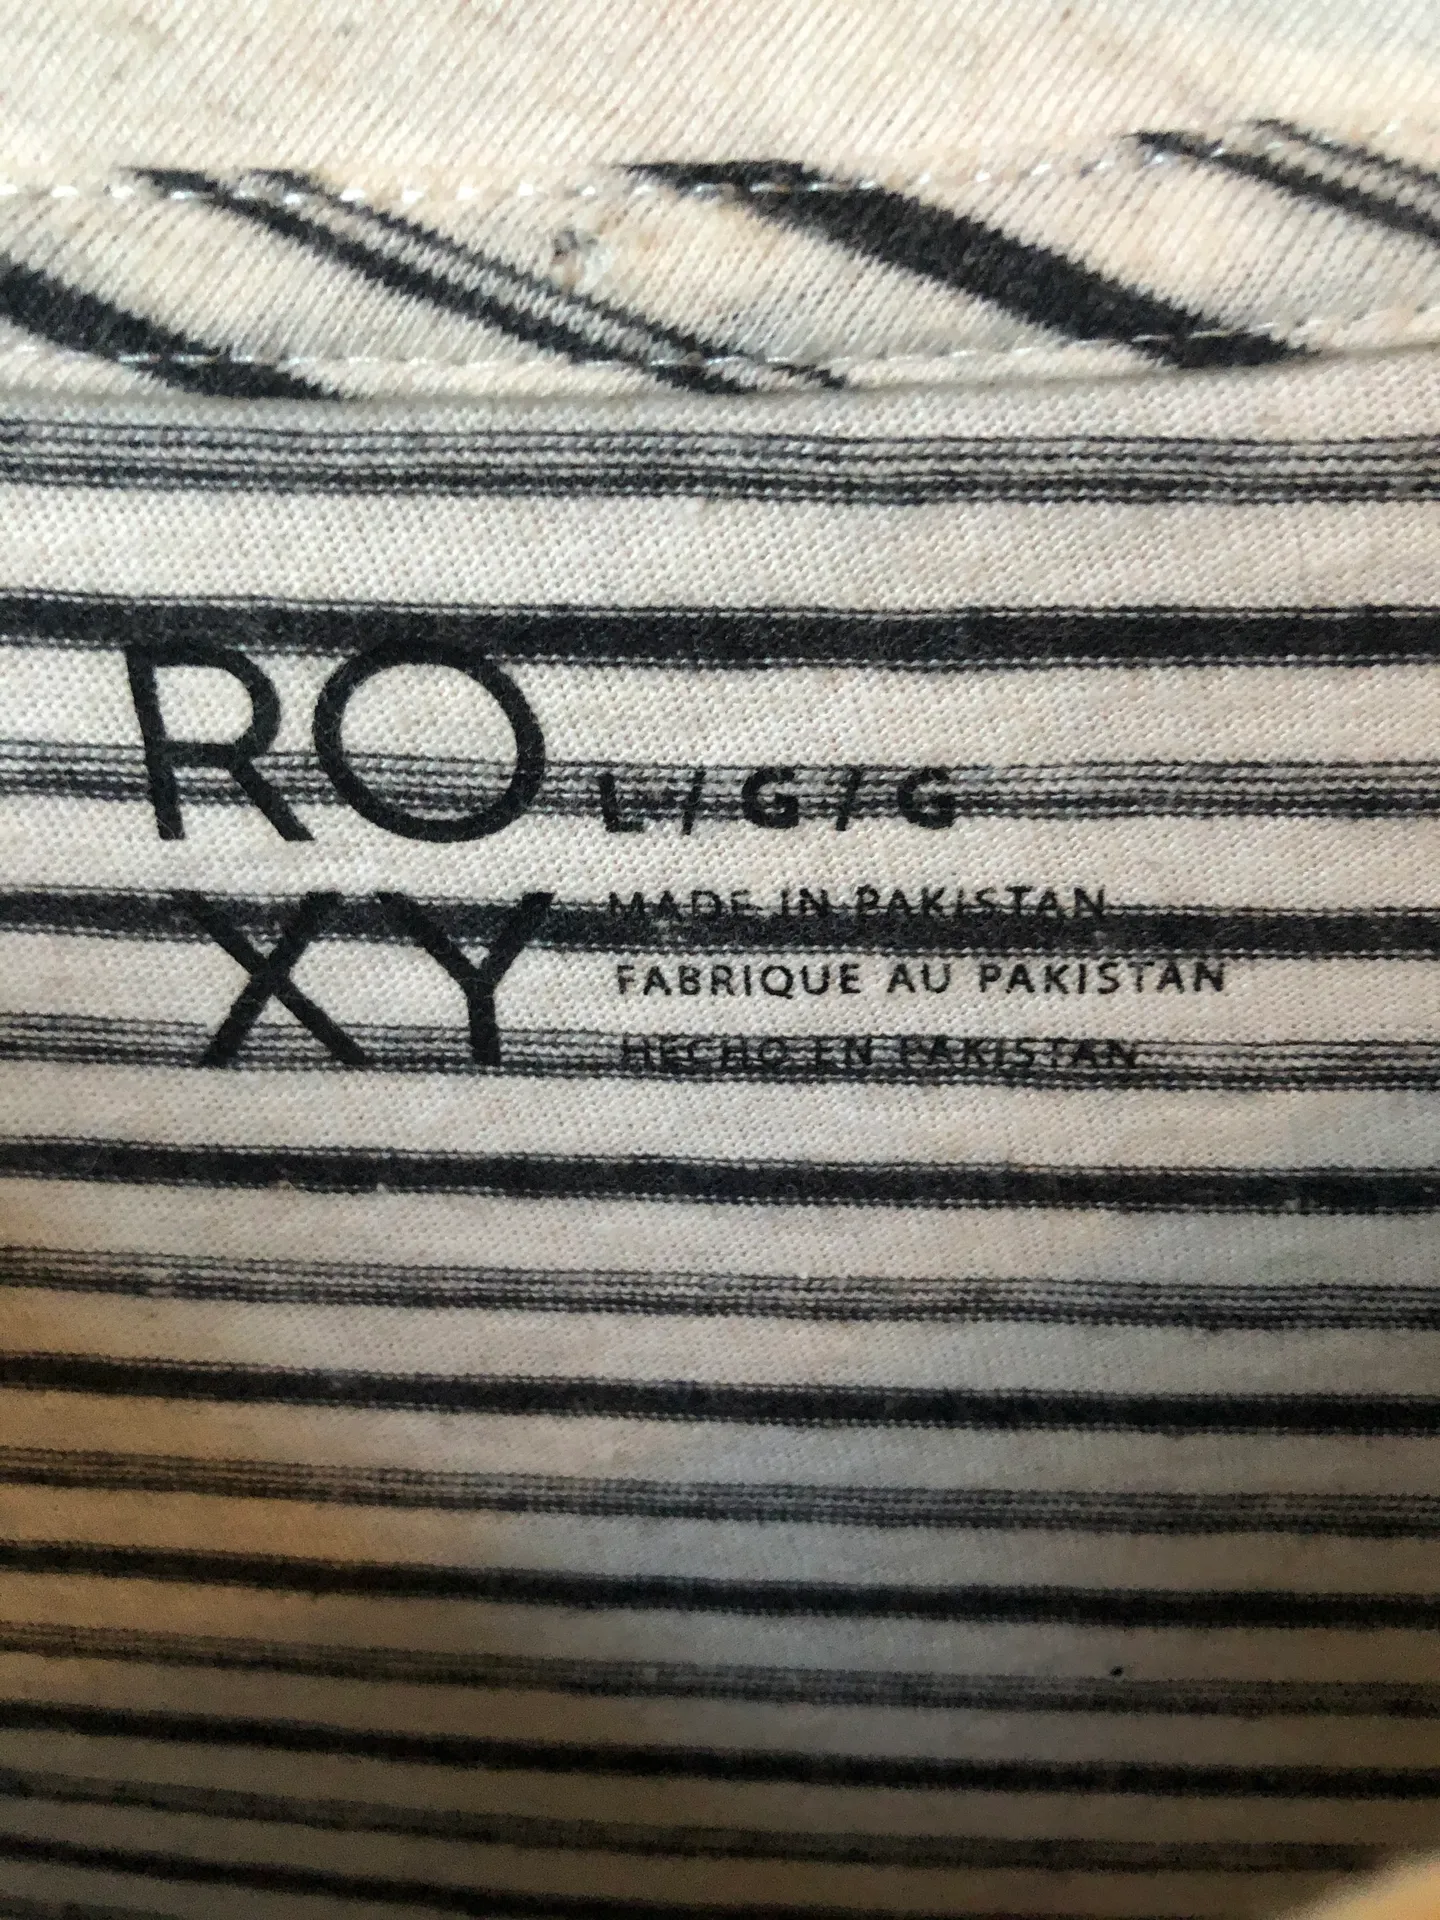 RO
XY
L/G/G
MADE IN PAKISTAN
FABRIQUE AU PAKISTAN
HECHO EN PAKISTAN